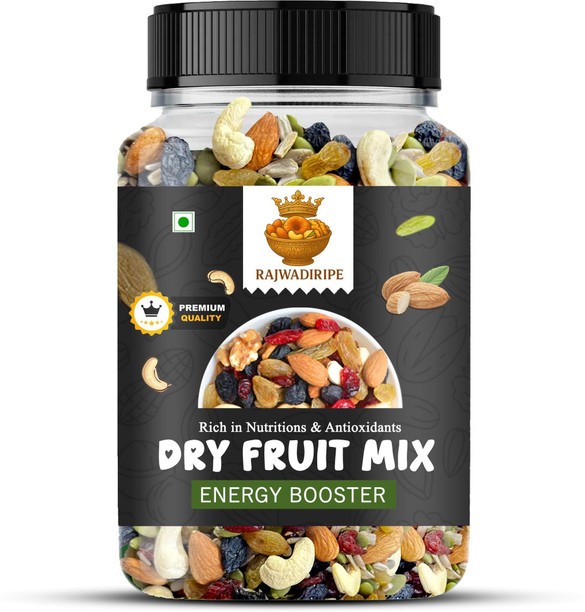 RAJWADIRIPE
PREMIUM
QUALITY
Rich in Nutritions & Antioxidants
DRY FRUIT MIX
ENERGY BOOSTER